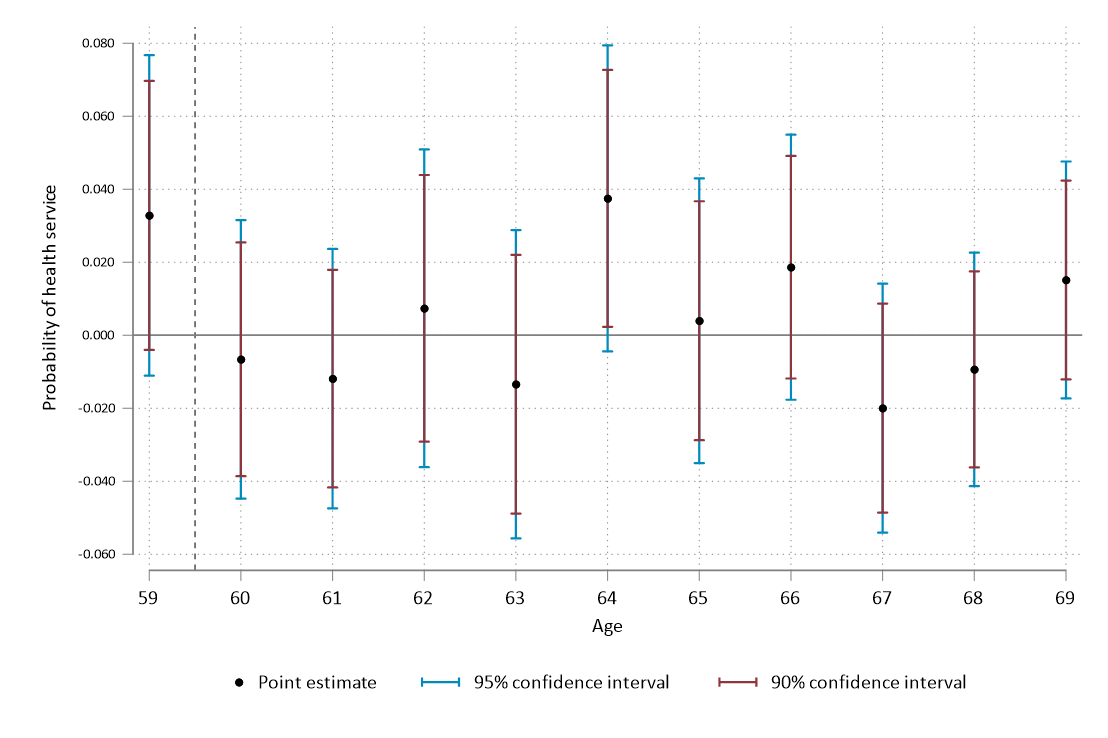 0.080
0.060
0.040
0.020
0.000
-0.020
-0.040
-0.060
Probability of health service
59 60 61 62 63 64 65 66 67 68 69
Age
Point estimate 95% confidence interval 90% confidence interval